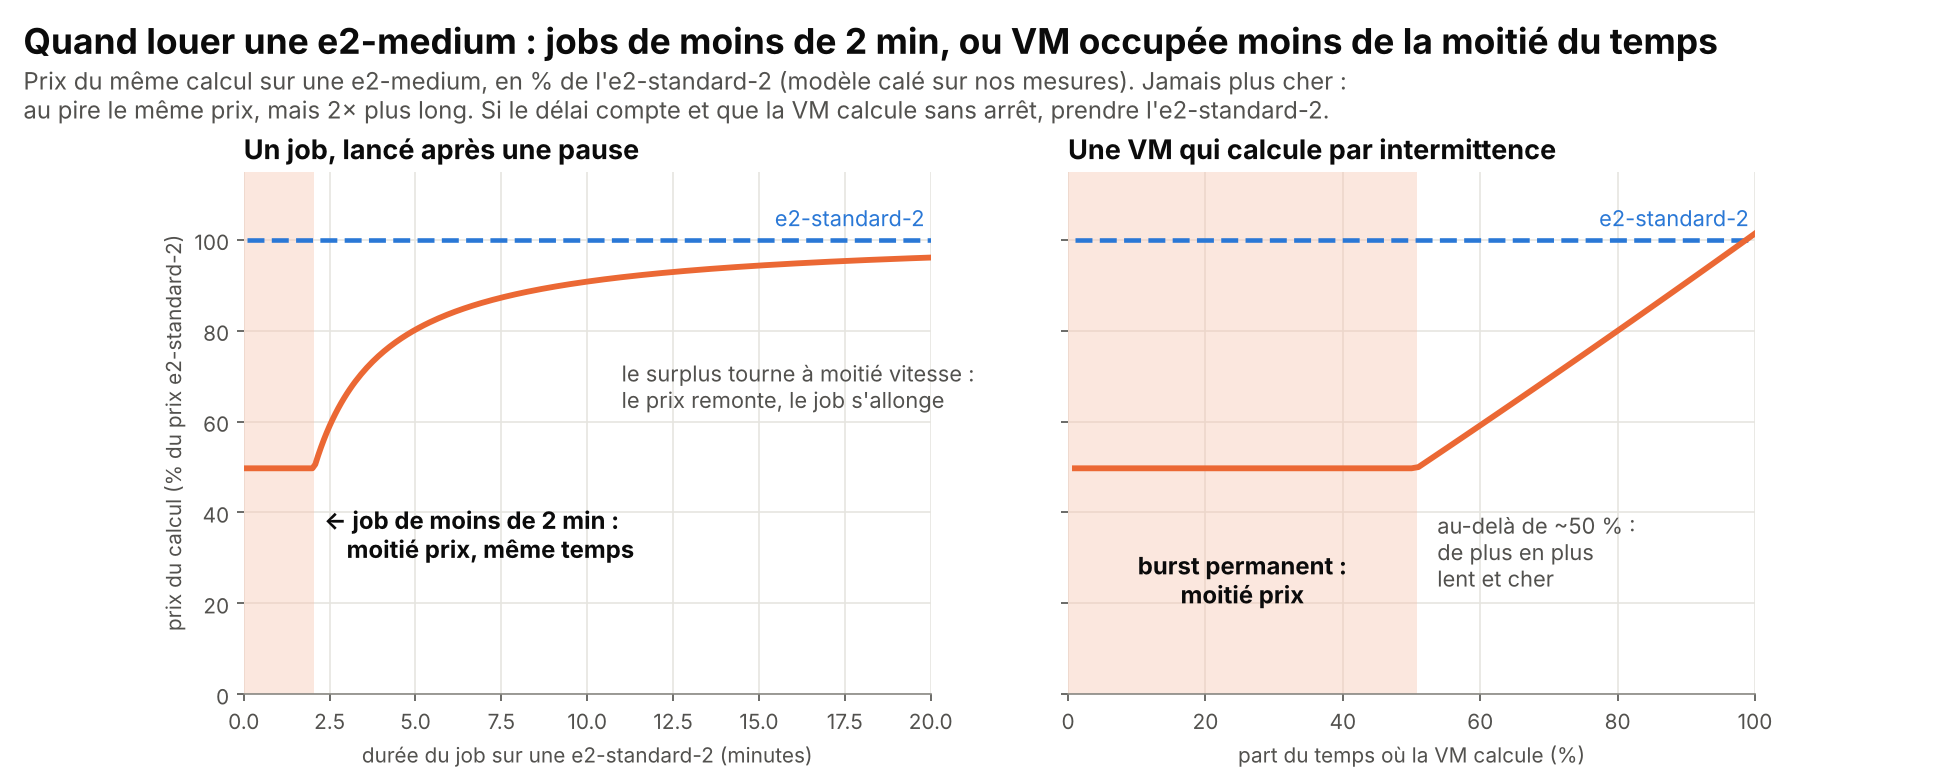 Quand louer une e2-medium : jobs de moins de 2 min, ou VM occupée moins de la moitié du temps
Prix du même calcul sur une e2-medium, en % de l'e2-standard-2 (modèle calé sur nos mesures). Jamais plus cher :
au pire le même prix, mais 2× plus long. Si le délai compte et que la VM calcule sans arrêt, prendre l'e2-standard-2.
Un job, lancé après une pause
prix du calcul (% du prix e2-standard-2)
100
80
60
40
20
0
e2-standard-2
le surplus tourne à moitié vitesse :
le prix remonte, le job s'allonge
← job de moins de 2 min :
moitié prix, même temps
0.0 2.5 5.0 7.5 10.0 12.5 15.0 17.5 20.0
durée du job sur une e2-standard-2 (minutes)
Une VM qui calcule par intermittence
e2-standard-2
au-delà de ~50 % :
de plus en plus
lent et cher
burst permanent :
moitié prix
0 20 40 60 80 100
part du temps où la VM calcule (%)